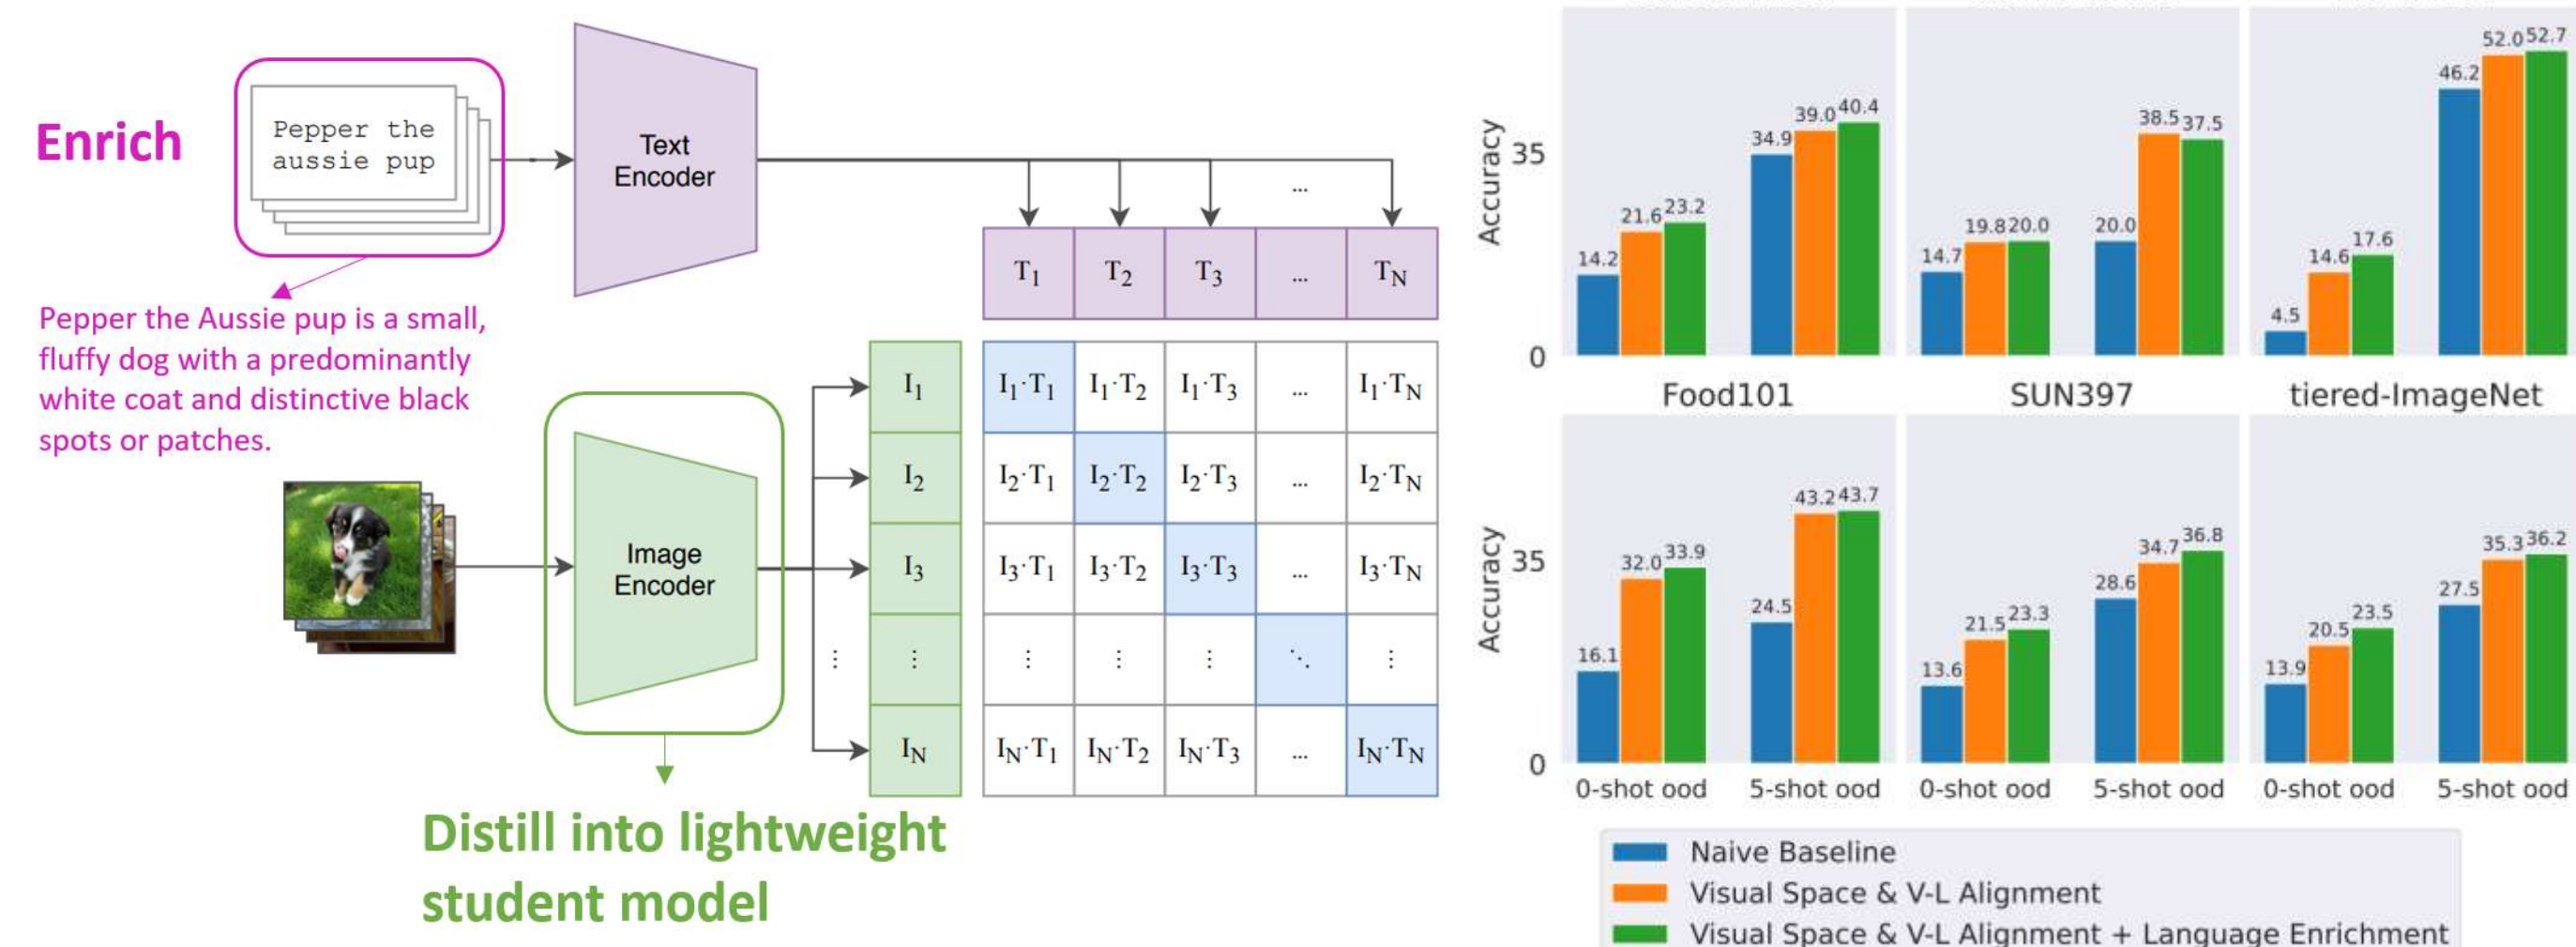 Enrich
Pepper the
aussie pup
Text
Encoder
...
T1 T2 T3 ... TN
Pepper the Aussie pup is a small,
fluffy dog with a predominantly
white coat and distinctive black
spots or patches.
Image
Encoder
I1 I1·T1 I1·T2 I1·T3 ... I1·TN
I2 I2·T1 I2·T2 I2·T3 ... I2·TN
I3 I3·T1 I3·T2 I3·T3 ... I3·TN
⋮ ⋮ ⋮ ⋮ ⋮ ⋱ ⋮
IN IN·T1 IN·T2 IN·T3 ... IN·TN
Distill into lightweight
student model
Accuracy
35
0
14.2 21.6 23.2 34.9 39.0 40.4
14.7 19.8 20.0 20.0 38.5 37.5
4.5 14.6 17.6 46.2 52.0 52.7
Food101 SUN397 tiered-ImageNet
Accuracy
35
0
16.1 32.0 33.9 24.5 43.2 43.7
13.6 21.5 23.3 28.6 34.7 36.8
13.9 20.5 23.5 27.5 35.3 36.2
0-shot ood 5-shot ood 0-shot ood 5-shot ood 0-shot ood 5-shot ood
Naive Baseline
Visual Space & V-L Alignment
Visual Space & V-L Alignment + Language Enrichment